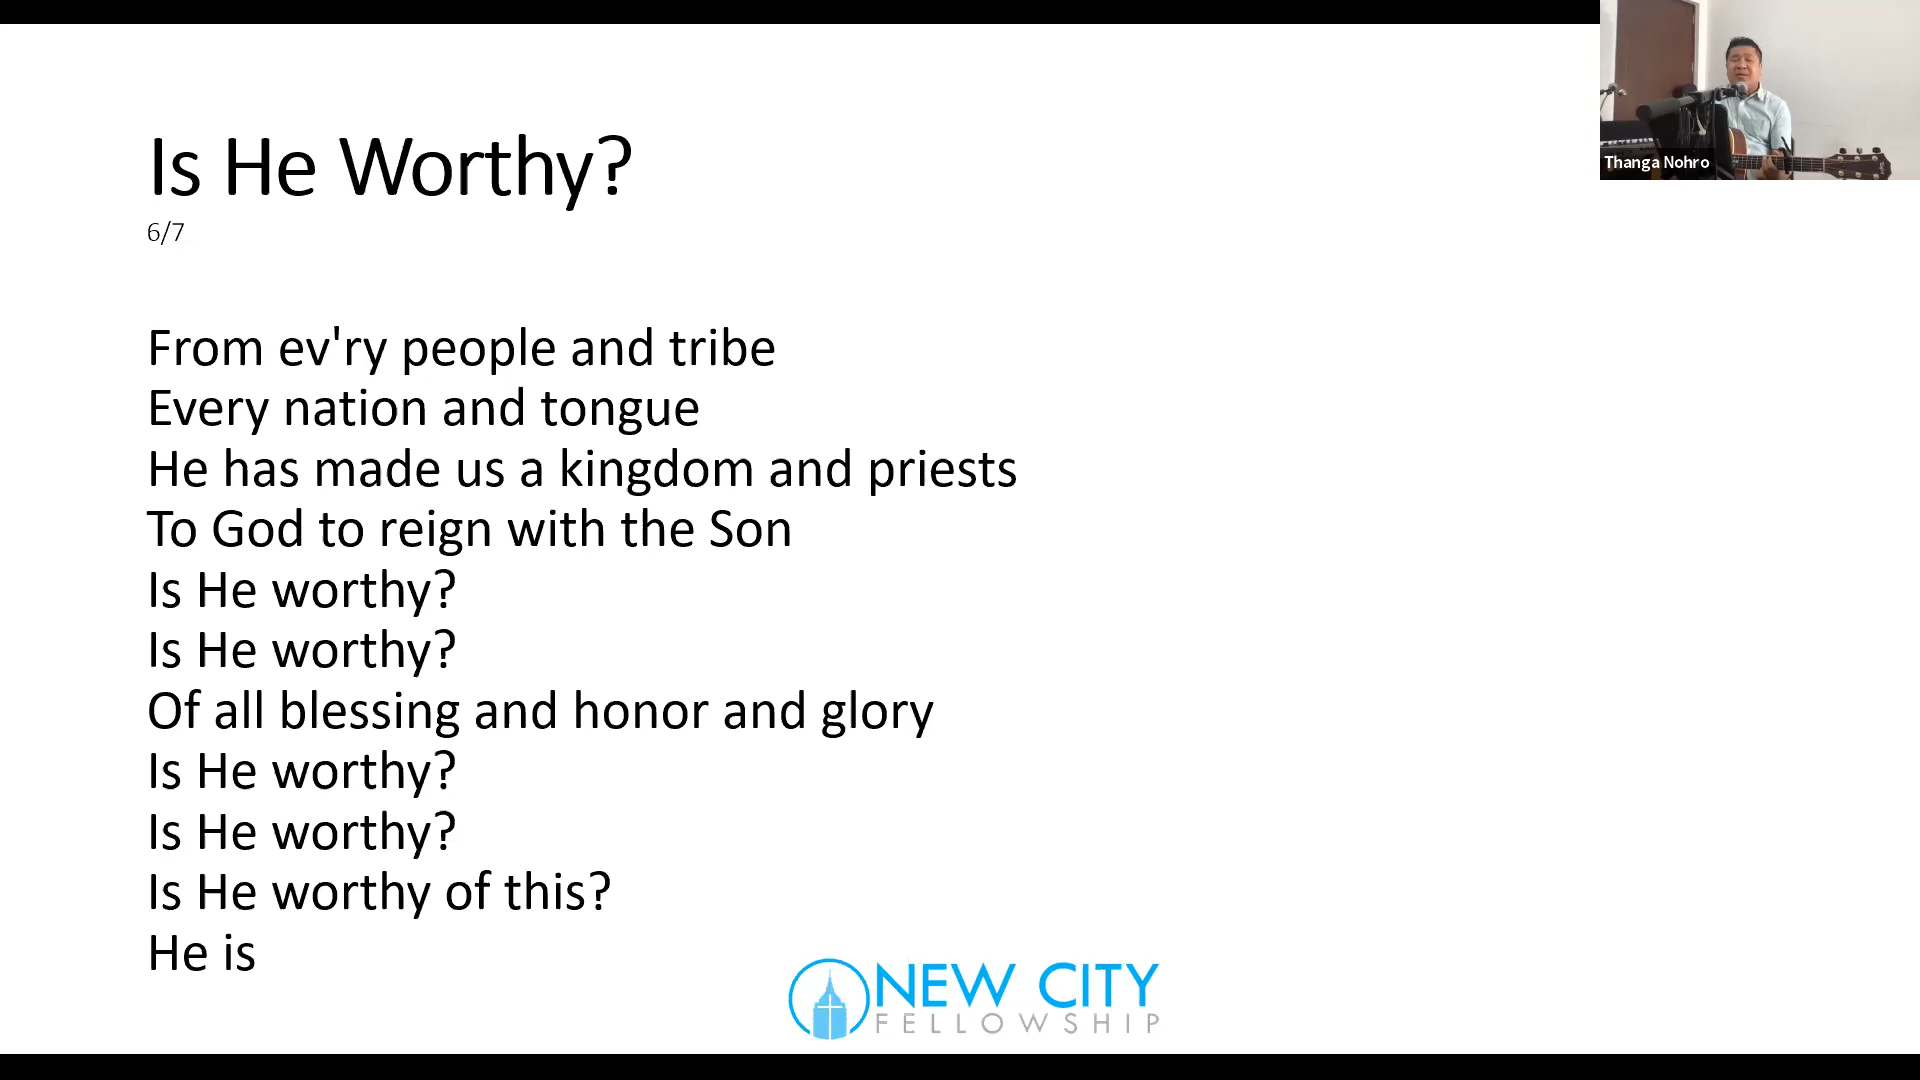 Is He Worthy?
6/7
From ev'ry people and tribe
Every nation and tongue
He has made us a kingdom and priests
To God to reign with the Son
Is He worthy?
Is He worthy?
Of all blessing and honor and glory
Is He worthy?
Is He worthy?
Is He worthy of this?
He is
NEW CITY
FELLOWSHIP
Thanga Nohro